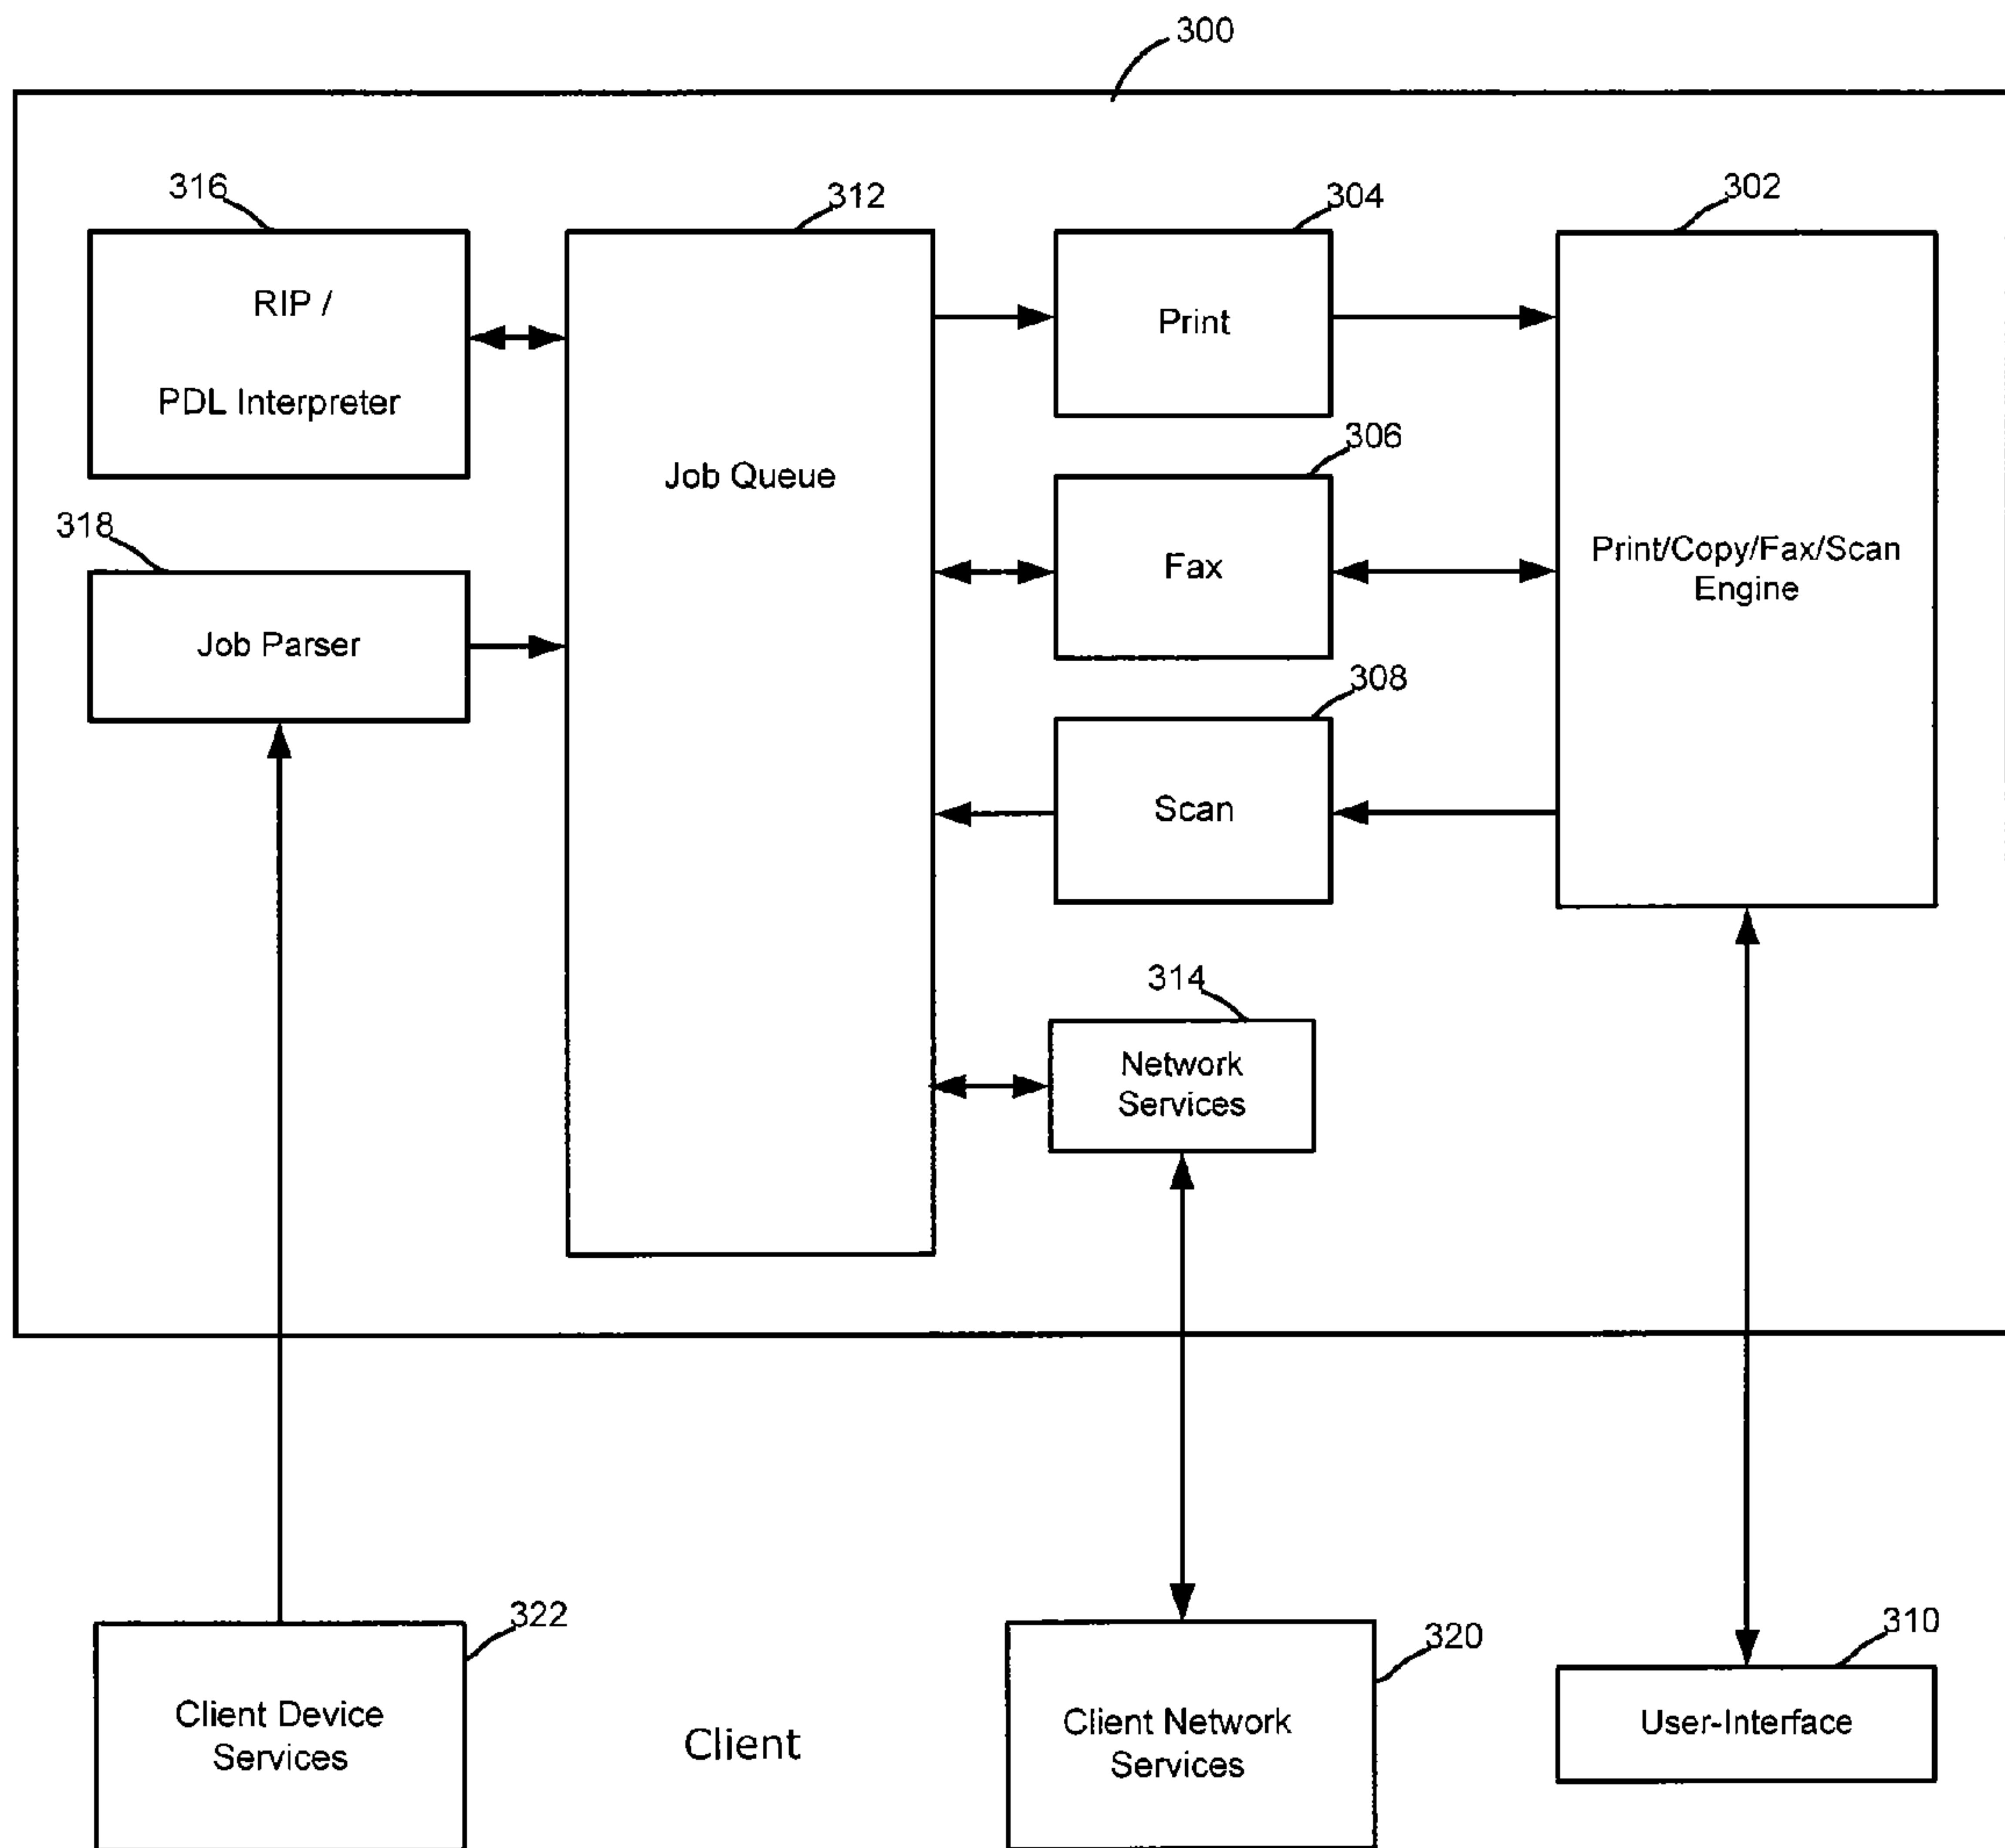 300
316
312
304
302
RIP /
PDL Interpreter
Print
306
Job Queue
318
Print/Copy/Fax/Scan
Engine
Fax
Job Parser
308
Scan
314
Network
Services
322
320
310
Client Device
Services
Client
Client Network
Services
User-Interface